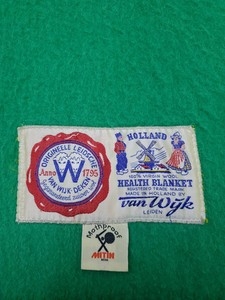 ORIGINEELE LEIDSCHE
Anno 1795
W
VAN WIJK DEKEN
HOLLAND
100% VIRGIN WOOL
HEALTH BLANKET
REGISTERED TRADE MARK
MADE IN HOLLAND BY
van Wijk
LEIDEN
Mothproof
MITIN